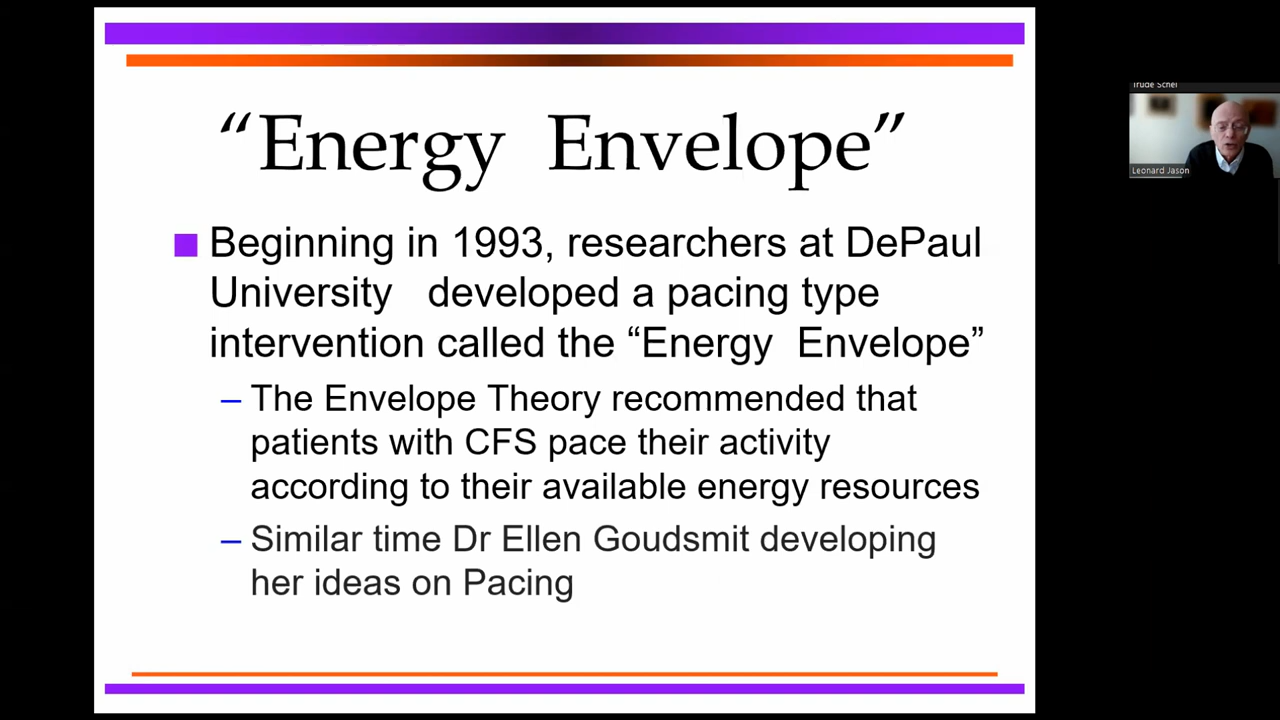 “Energy Envelope”
Beginning in 1993, researchers at DePaul
University developed a pacing type
intervention called the “Energy Envelope”
– The Envelope Theory recommended that
patients with CFS pace their activity
according to their available energy resources
– Similar time Dr Ellen Goudsmit developing
her ideas on Pacing
Trude Schei
Leonard Jason